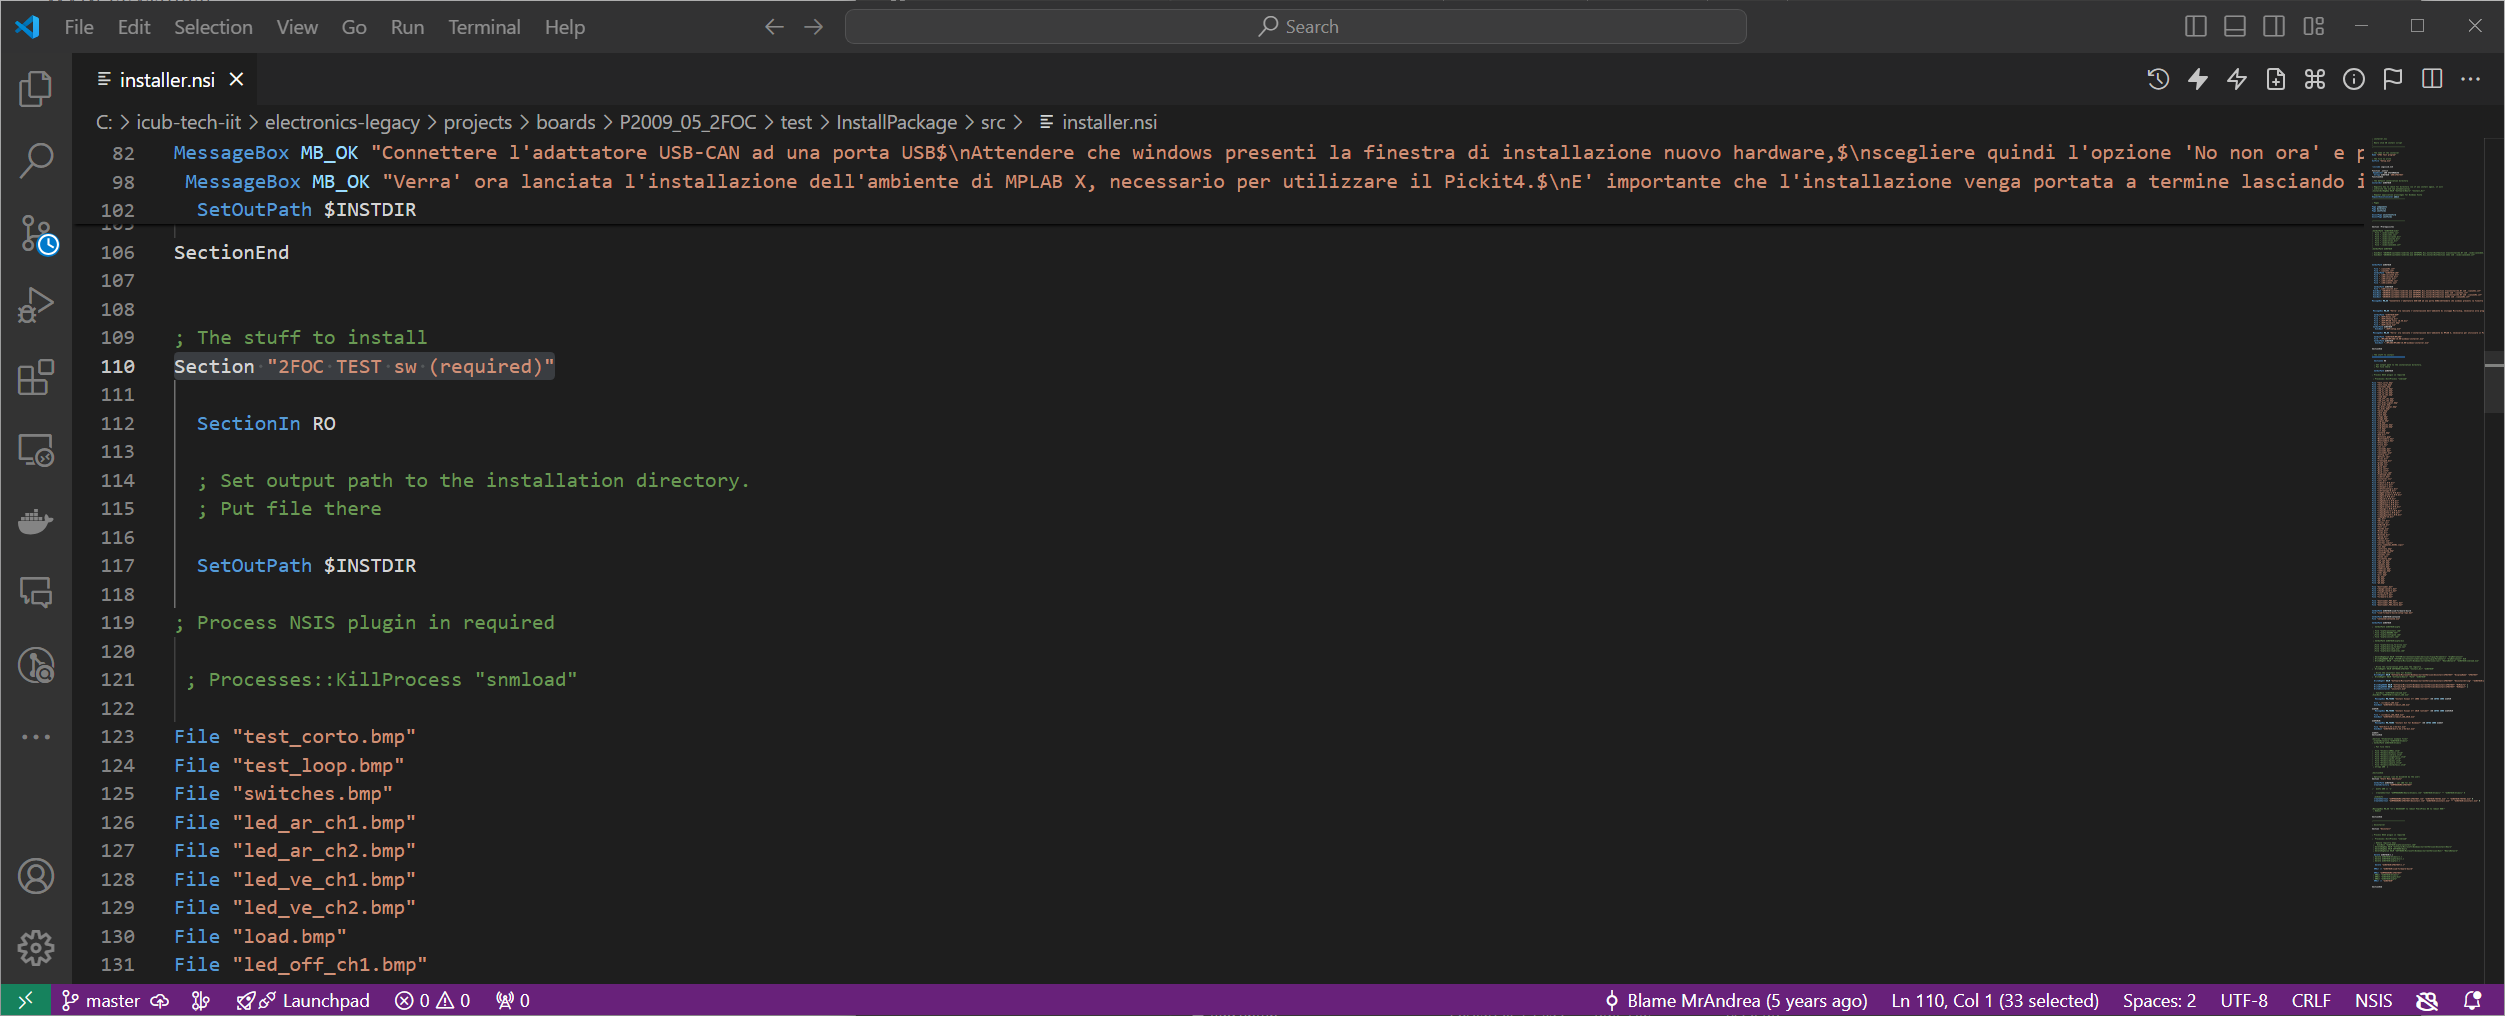 File Edit Selection View Go Run Terminal Help Search
installer.nsi
C: > icub-tech-iit > electronics-legacy > projects > boards > P2009_05_2FOC > test > InstallPackage > src > installer.nsi
82 MessageBox MB_OK "Connettere l'adattatore USB-CAN ad una porta USB$\nAttendere che windows presenti la finestra di installazione nuovo hardware,$\nscegliere quindi l'opzione 'No non ora' e p
98 MessageBox MB_OK "Verra' ora lanciata l'installazione dell'ambiente di MPLAB X, necessario per utilizzare il Pickit4.$\nE' importante che l'installazione venga portata a termine lasciando i
102 SetOutPath $INSTDIR
105
106 SectionEnd
107
108
109 ; The stuff to install
110 Section "2FOC TEST sw (required)"
111
112 SectionIn RO
113
114 ; Set output path to the installation directory.
115 ; Put file there
116
117 SetOutPath $INSTDIR
118
119 ; Process NSIS plugin in required
120
121 ; Processes::KillProcess "snmload"
122
123 File "test_corto.bmp"
124 File "test_loop.bmp"
125 File "switches.bmp"
126 File "led_ar_ch1.bmp"
127 File "led_ar_ch2.bmp"
128 File "led_ve_ch1.bmp"
129 File "led_ve_ch2.bmp"
130 File "load.bmp"
131 File "led_off_ch1.bmp"
master Launchpad 0 0 0 Blame MrAndrea (5 years ago) Ln 110, Col 1 (33 selected) Spaces: 2 UTF-8 CRLF NSIS